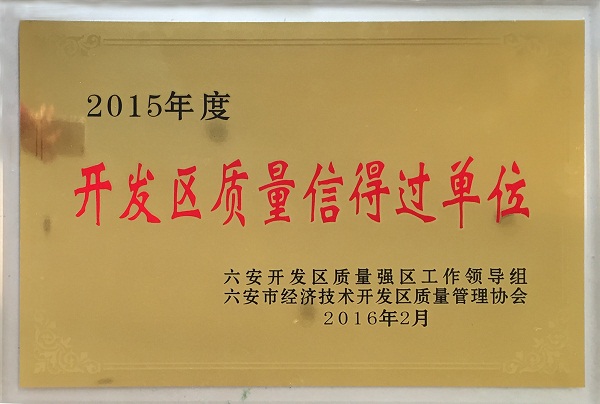 2015年度
开发区质量信得过单位
六安开发区质量强区工作领导组
六安市经济技术开发区质量管理协会
2016年2月